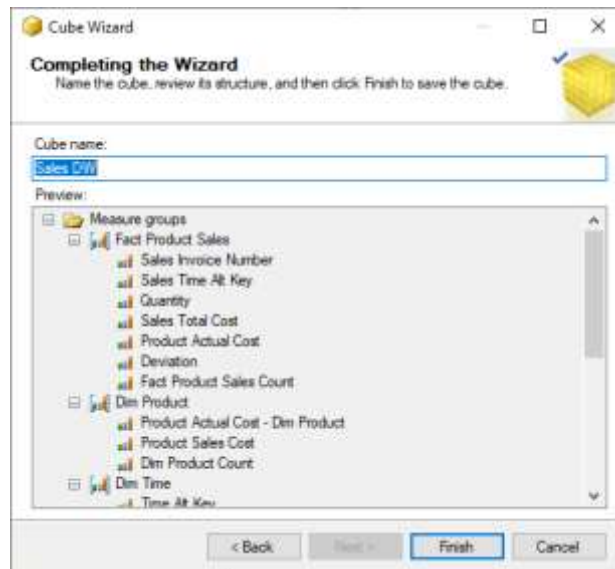 Cube Wizard
Completing the Wizard
Name the cube, review its structure, and then click Finish to save the cube.
Cube name:
Sales DW
Preview:
Measure groups
Fact Product Sales
Sales Invoice Number
Sales Time Alt Key
Quantity
Sales Total Cost
Product Actual Cost
Deviation
Fact Product Sales Count
Dim Product
Product Actual Cost - Dim Product
Product Sales Cost
Dim Product Count
Dim Time
Time Alt Key
< Back
Next >
Finish
Cancel